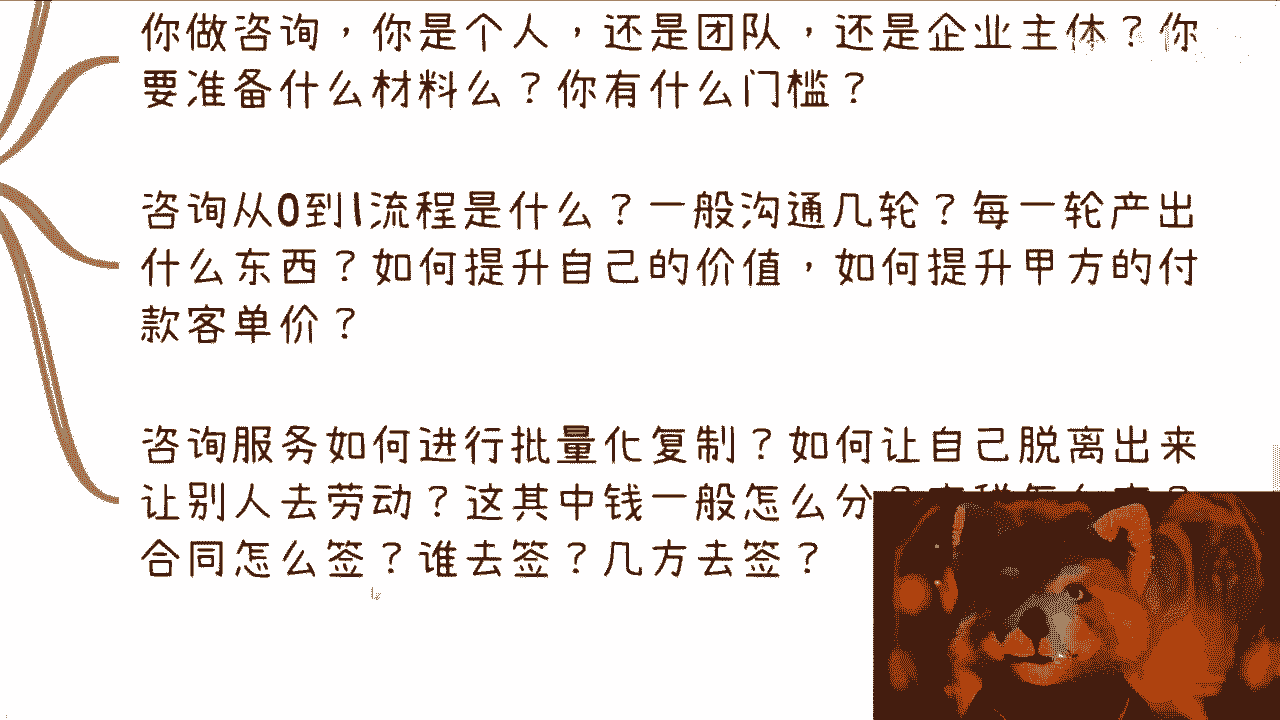 你做咨询，你是个人，还是团队，还是企业主体？你
要准备什么材料么？你有什么门槛？
咨询从0到1流程是什么？一般沟通几轮？每一轮产出
什么东西？如何提升自己的价值，如何提升甲方的付
款客单价？
咨询服务如何进行批量化复制？如何让自己脱离出来
让别人去劳动？这其中钱一般怎么分？
合同怎么签？谁去签？几方去签？